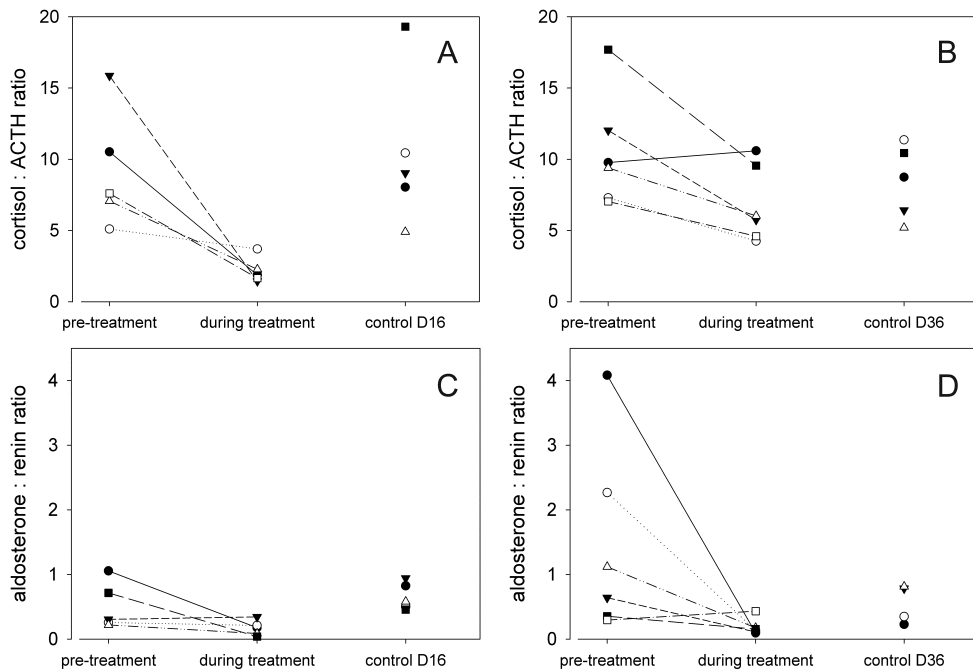 20
15
10
5
0
cortisol : ACTH ratio
A
pre-treatment
during treatment
control D16
20
15
10
5
0
cortisol : ACTH ratio
B
pre-treatment
during treatment
control D36
4
3
2
1
0
aldosterone : renin ratio
C
pre-treatment
during treatment
control D16
4
3
2
1
0
aldosterone : renin ratio
D
pre-treatment
during treatment
control D36